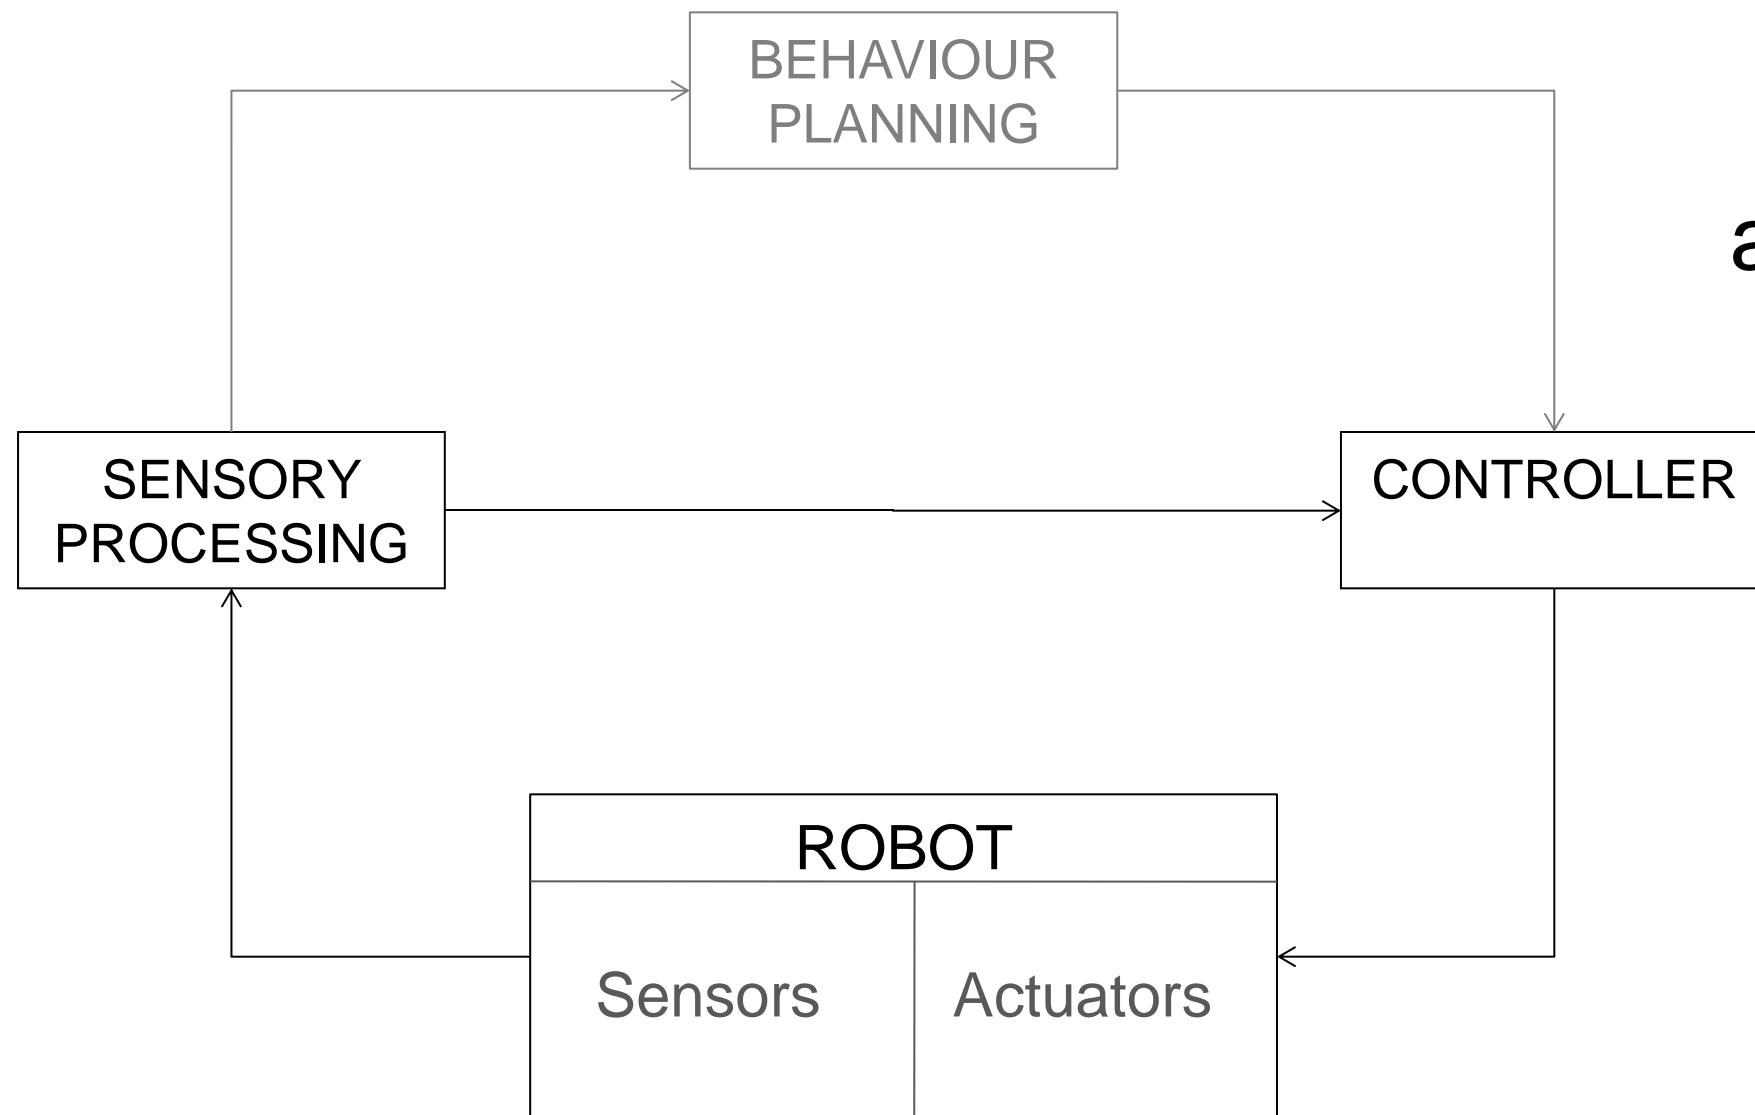 BEHAVIOUR
PLANNING
a
SENSORY
PROCESSING
CONTROLLER
ROBOT
Sensors
Actuators